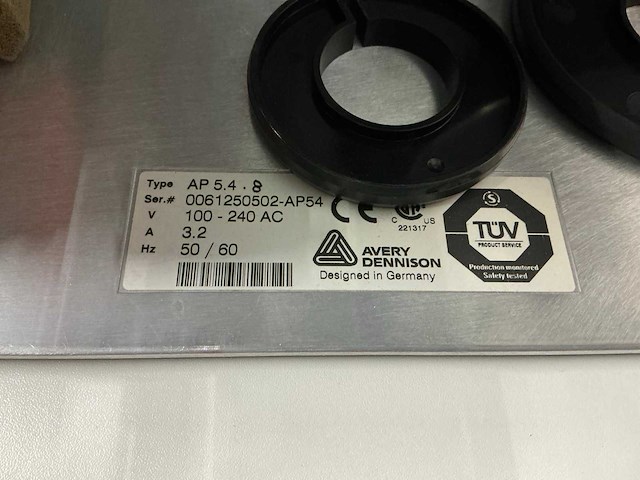 Type AP 5.4 . 8
Ser.# 0061250502-AP54
V 100 - 240 AC
A 3.2
Hz 50 / 60
CE
C US
221317
AVERY
DENNISON
Designed in Germany
S
TÜV
PRODUCT SERVICE
Production monitored
Safety tested